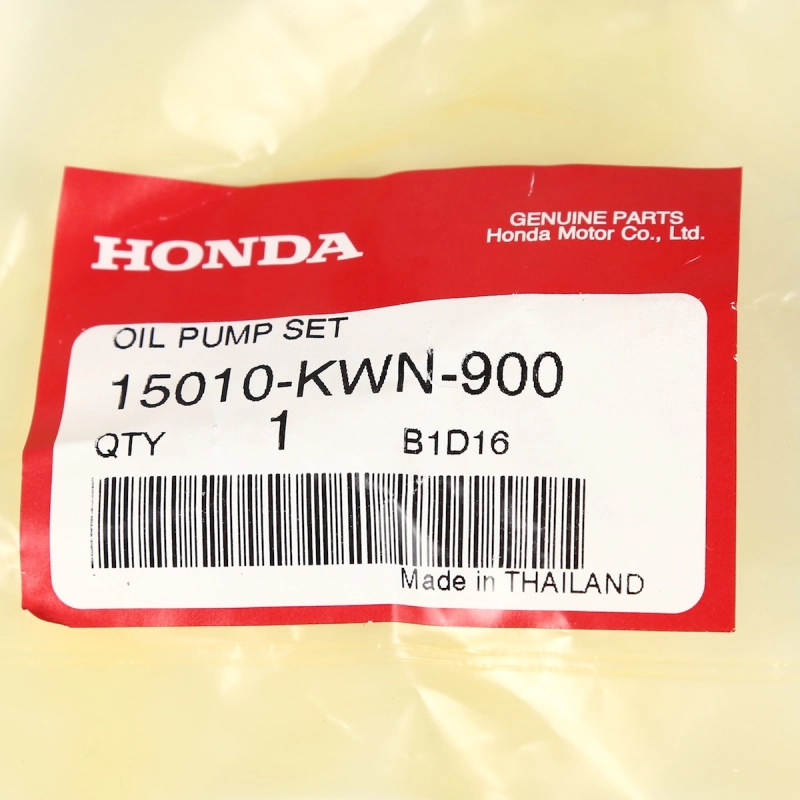 HONDA
GENUINE PARTS
Honda Motor Co., Ltd.
OIL PUMP SET
15010-KWN-900
QTY 1 B1D16
Made in THAILAND